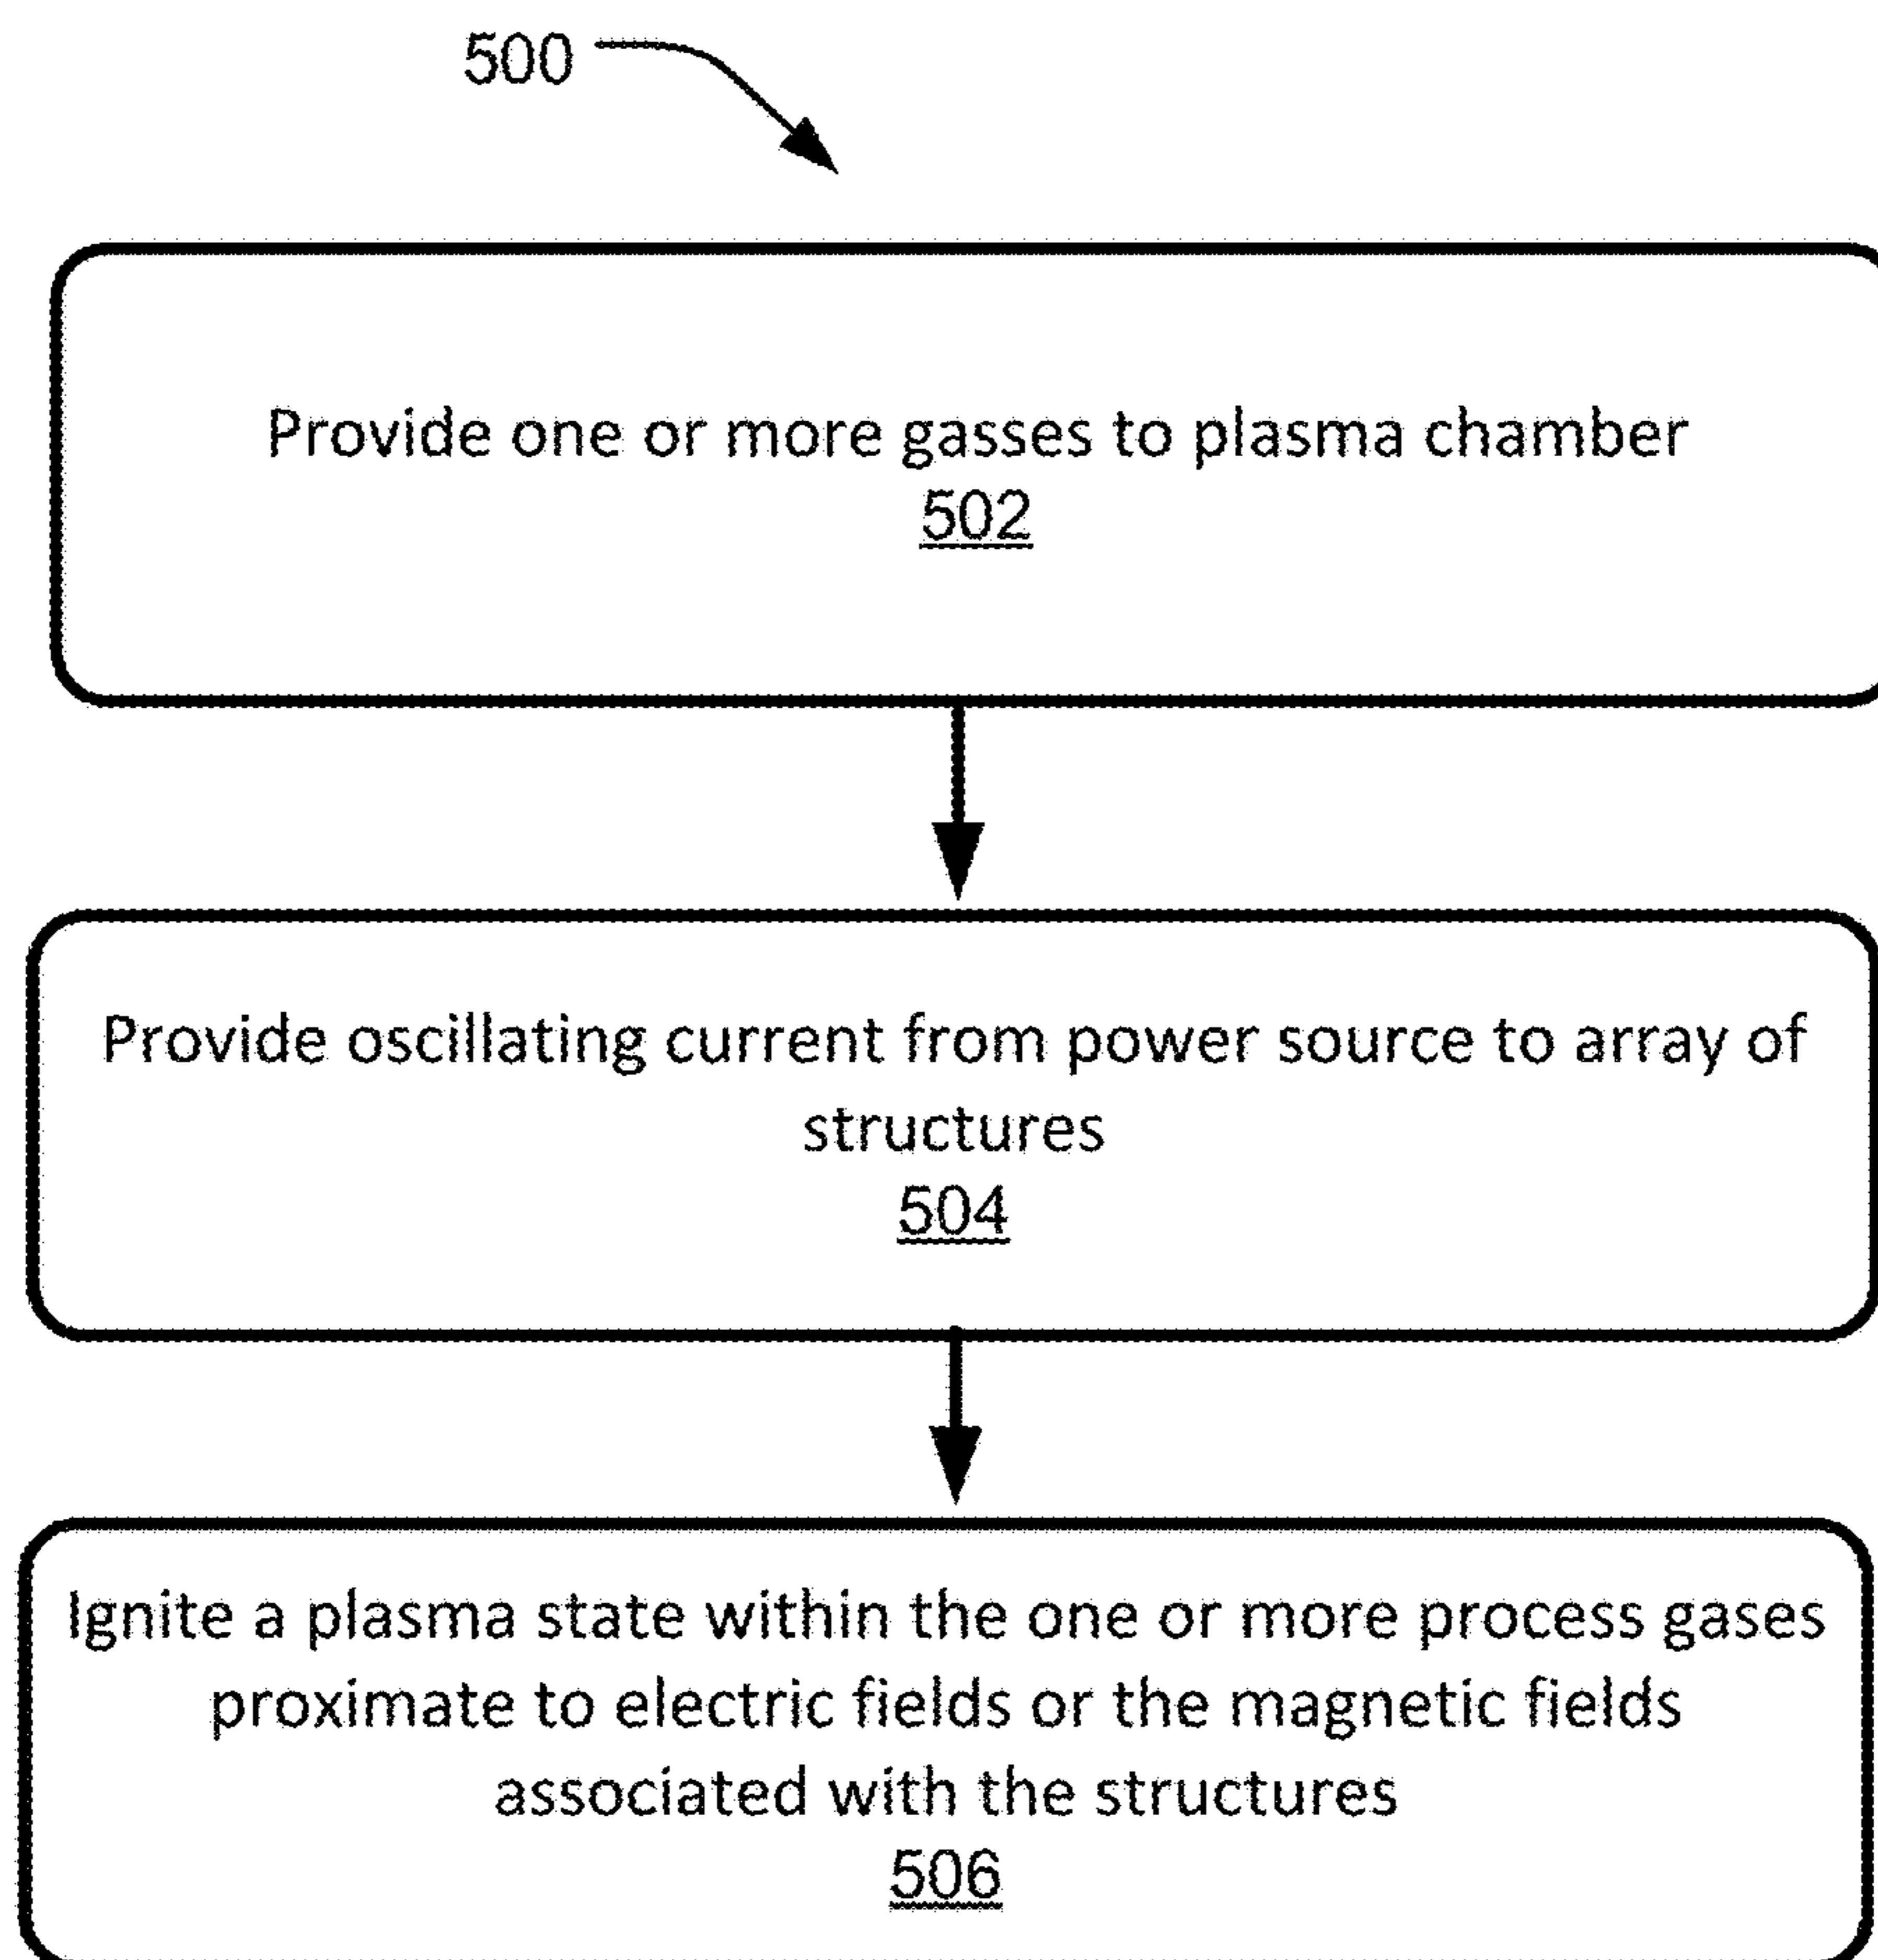 500
Provide one or more gasses to plasma chamber
502
Provide oscillating current from power source to array of
structures
504
Ignite a plasma state within the one or more process gases
proximate to electric fields or the magnetic fields
associated with the structures
506